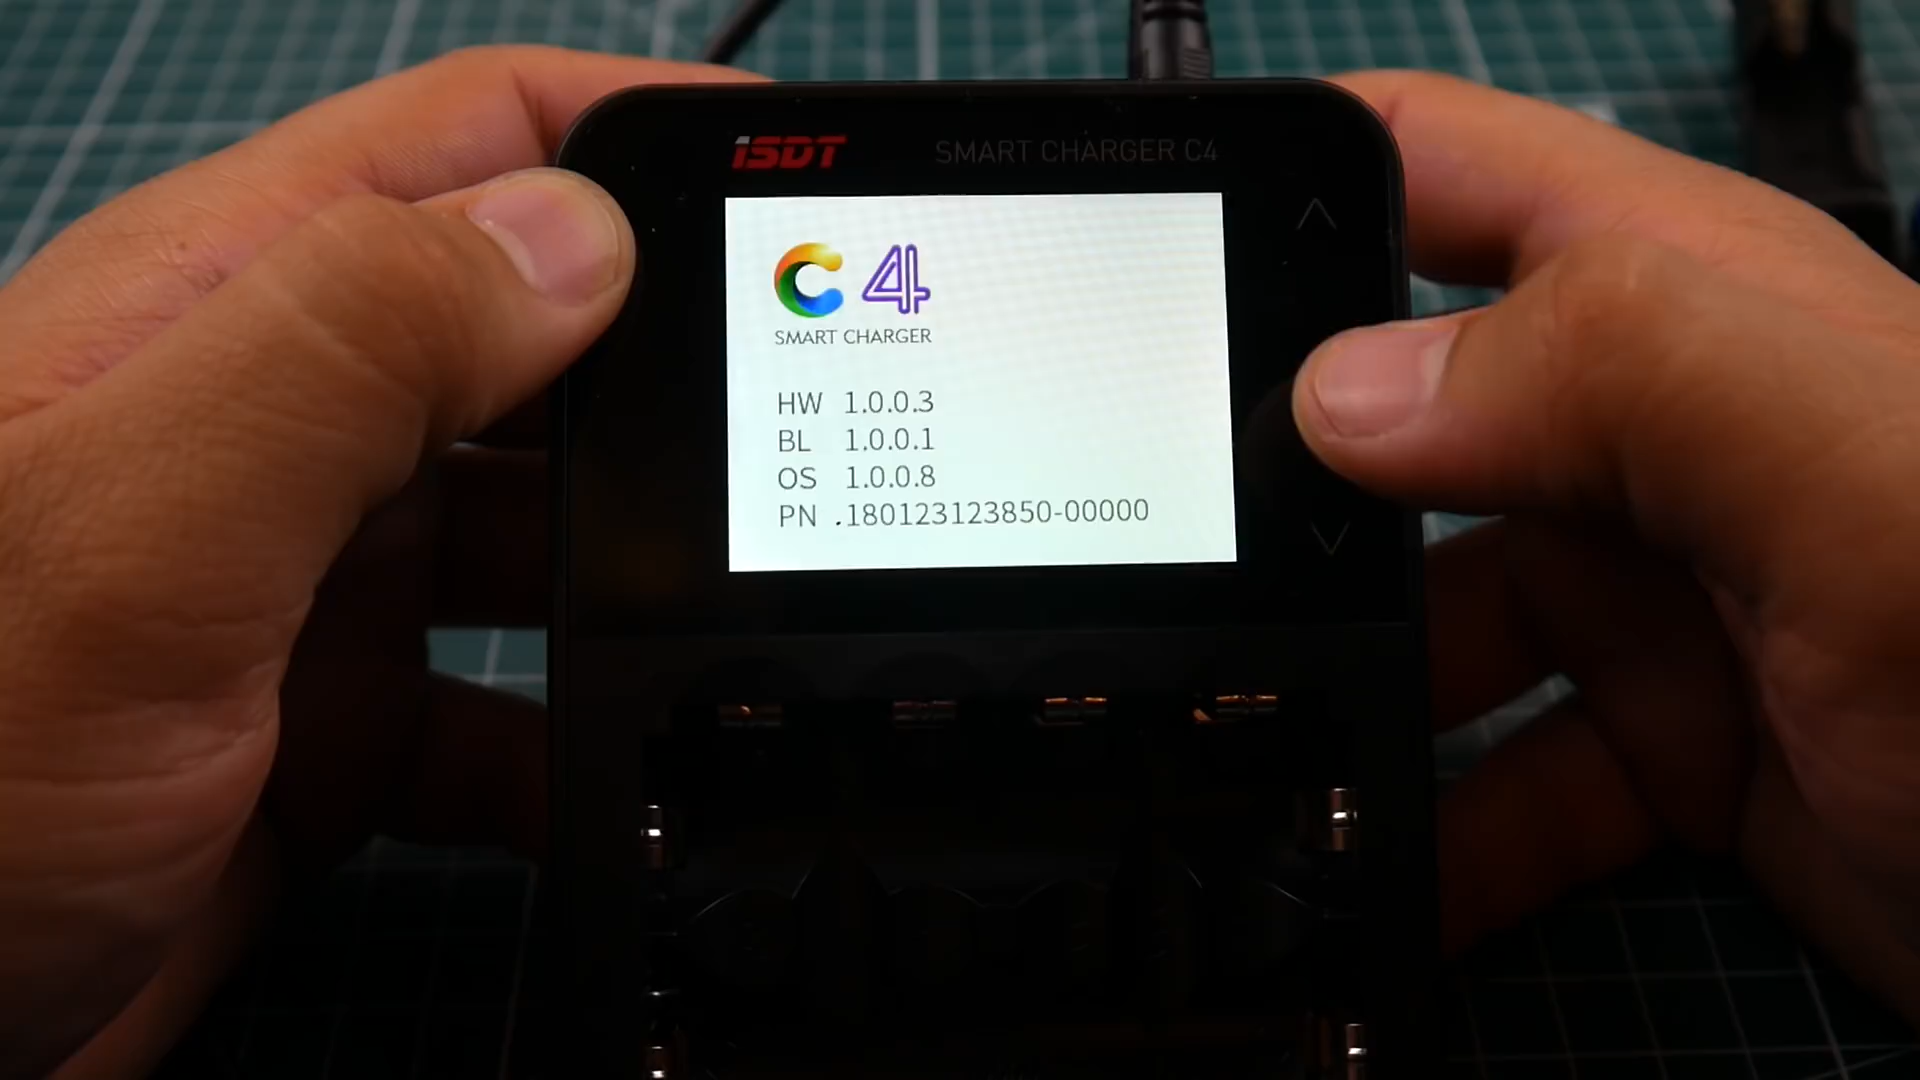 iSDT SMART CHARGER C4
C4
SMART CHARGER
HW 1.0.0.3
BL 1.0.0.1
OS 1.0.0.8
PN .180123123850-00000